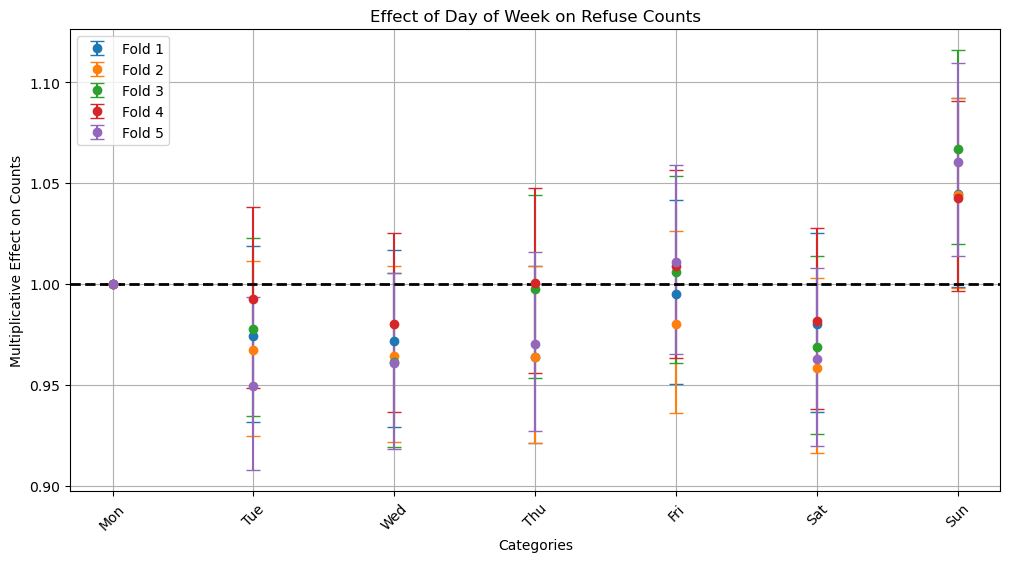 Effect of Day of Week on Refuse Counts
Fold 1
Fold 2
Fold 3
Fold 4
Fold 5
Multiplicative Effect on Counts
1.10
1.05
1.00
0.95
0.90
Mon
Tue
Wed
Thu
Fri
Sat
Sun
Categories